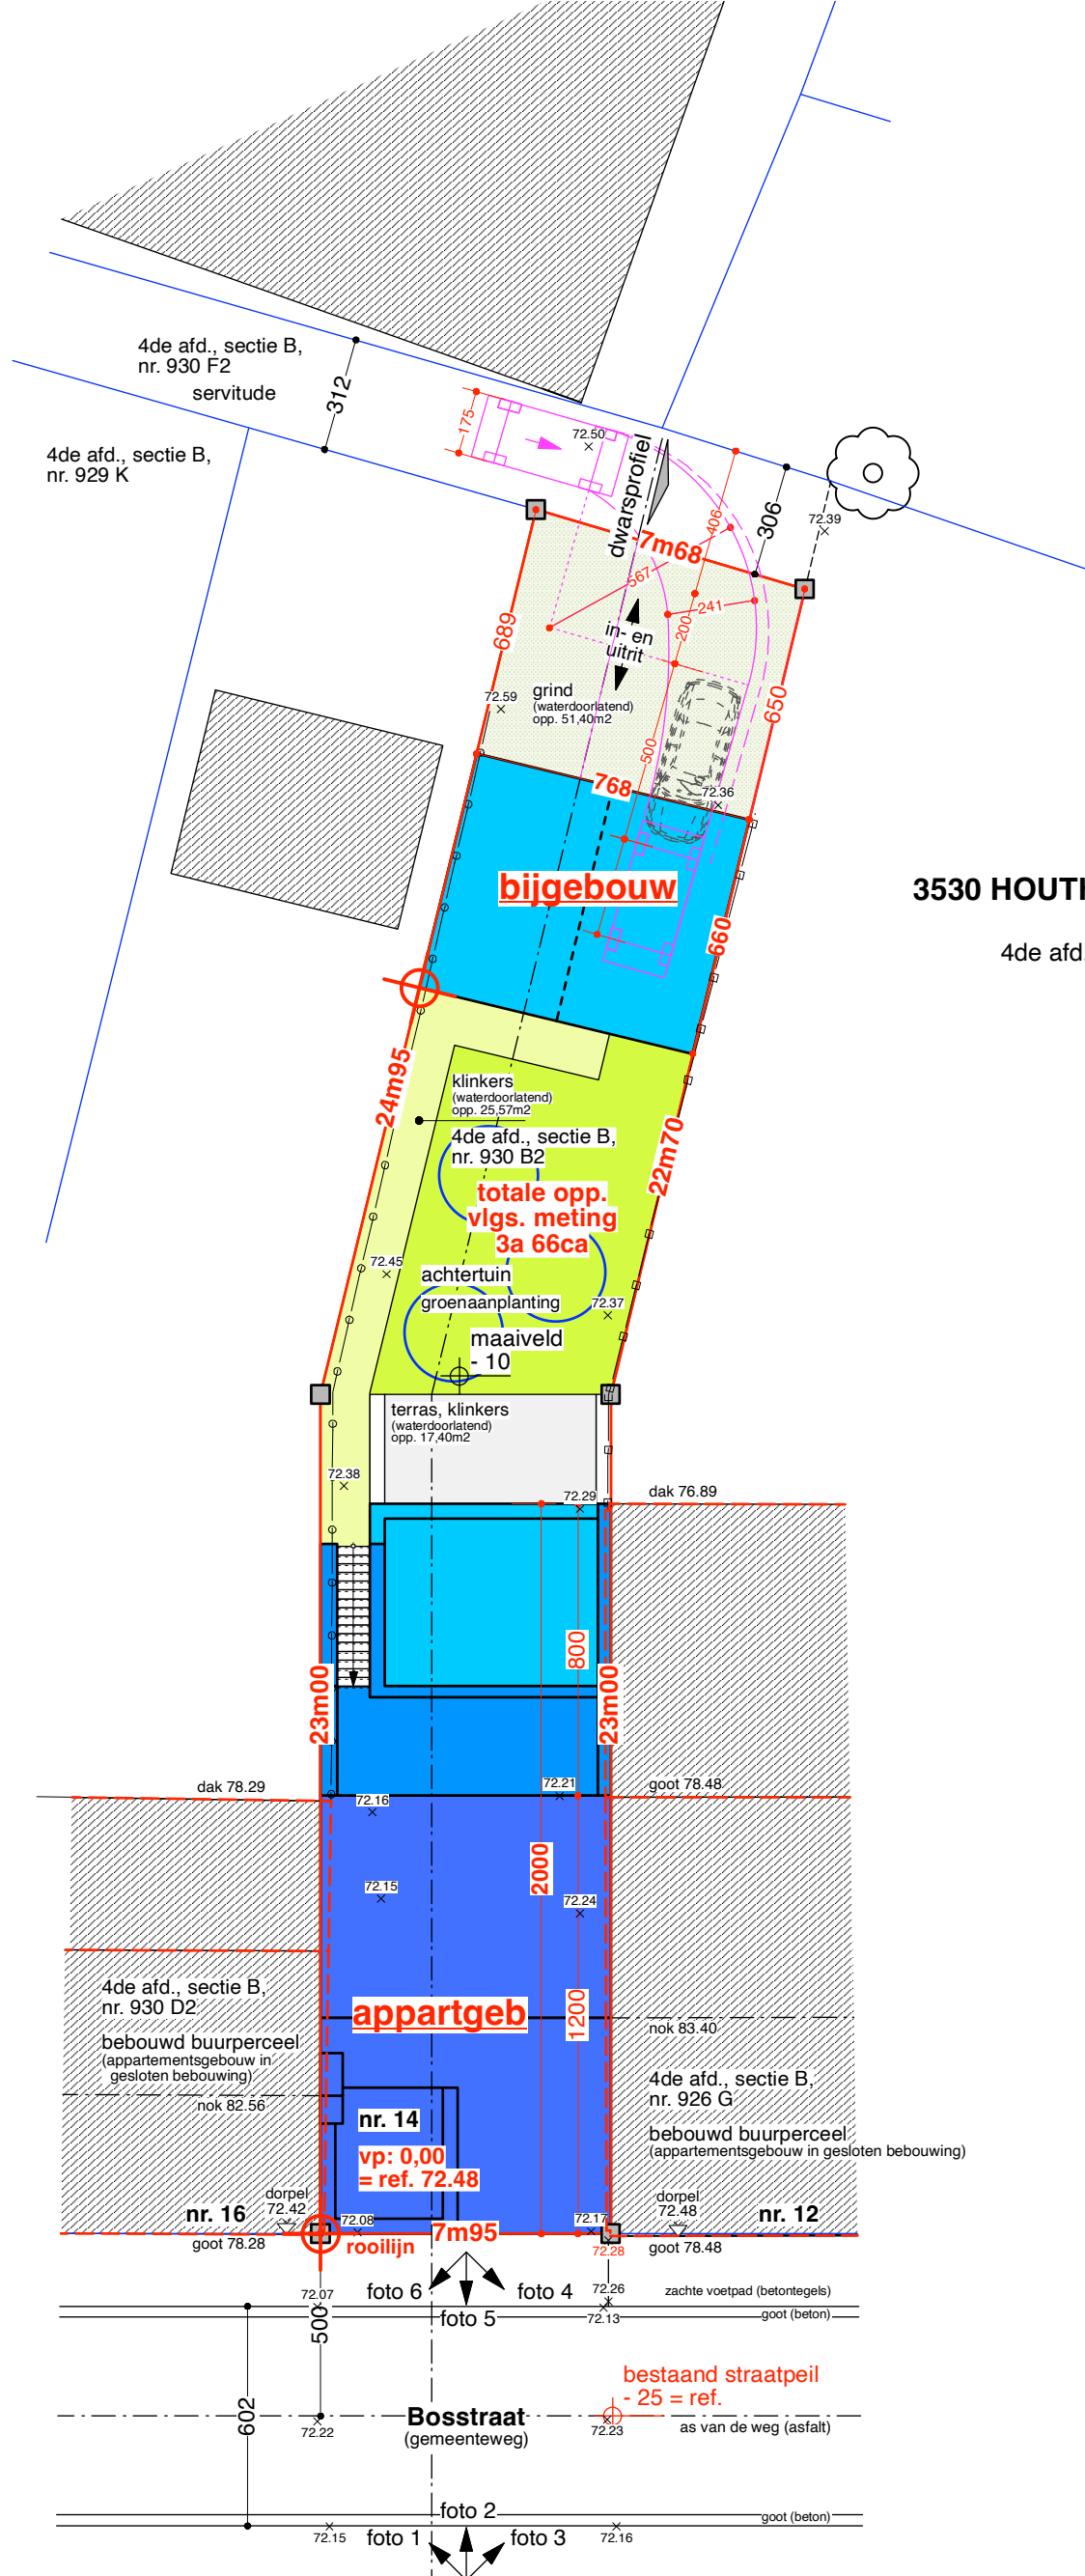 4de afd., sectie B,
nr. 930 F2
servitude
312
4de afd., sectie B,
nr. 929 K
175
72.50
dwarsprofiel
406
306
72.39
7m68
567
241
200
689
in- en
uitrit
grind
(waterdoorlatend)
opp. 51,40m2
72.59
650
500
768
72.36
bijgebouw
3530 HOUTH
4de afd.
660
24m95
klinkers
(waterdoorlatend)
opp. 25,57m2
4de afd., sectie B,
nr. 930 B2
22m70
totale opp.
vlgs. meting
3a 66ca
72.45
achtertuin
groenaanplanting
72.37
maaiveld
- 10
terras, klinkers
(waterdoorlatend)
opp. 17,40m2
72.38
72.29
dak 76.89
800
23m00
23m00
dak 78.29
72.21
goot 78.48
72.16
2000
72.15
72.24
4de afd., sectie B,
nr. 930 D2
appartgeb
1200
nok 83.40
bebouwd buurperceel
(appartementsgebouw in
gesloten bebouwing)
nok 82.56
4de afd., sectie B,
nr. 926 G
nr. 14
bebouwd buurperceel
(appartementsgebouw in gesloten bebouwing)
vp: 0,00
= ref. 72.48
dorpel
72.42
nr. 16
goot 78.28
72.08
rooilijn
7m95
72.17
72.28
dorpel
72.48
nr. 12
goot 78.48
foto 6
foto 4
foto 5
72.07
500
72.26
72.13
zachte voetpad (betontegels)
goot (beton)
bestaand straatpeil
- 25 = ref.
602
Bosstraat
(gemeenteweg)
72.22
72.23
as van de weg (asfalt)
foto 2
goot (beton)
72.15
foto 1
foto 3
72.16